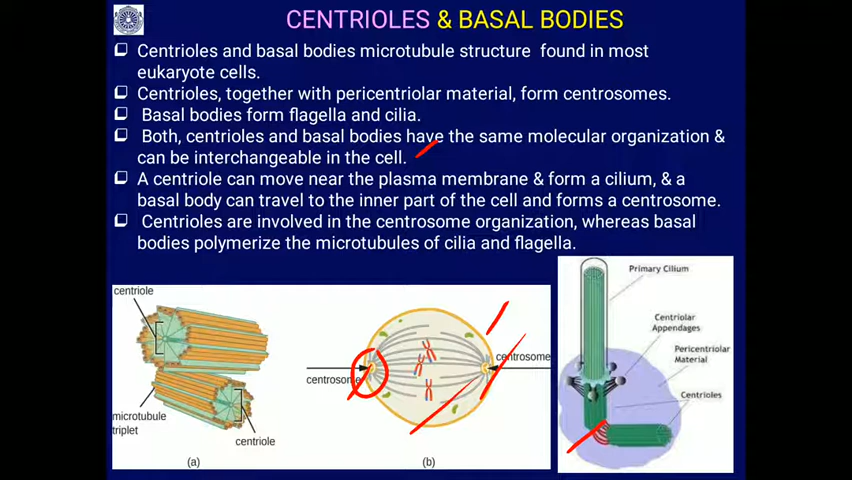 CENTRIOLES & BASAL BODIES
Centrioles and basal bodies microtubule structure found in most
eukaryote cells.
Centrioles, together with pericentriolar material, form centrosomes.
Basal bodies form flagella and cilia.
Both, centrioles and basal bodies have the same molecular organization &
can be interchangeable in the cell.
A centriole can move near the plasma membrane & form a cilium, & a
basal body can travel to the inner part of the cell and forms a centrosome.
Centrioles are involved in the centrosome organization, whereas basal
bodies polymerize the microtubules of cilia and flagella.
centriole
microtubule
triplet
centriole
(a)
centrosome
centrosome
(b)
Primary Cilium
Centriolar
Appendages
Pericentriolar
Material
Centrioles